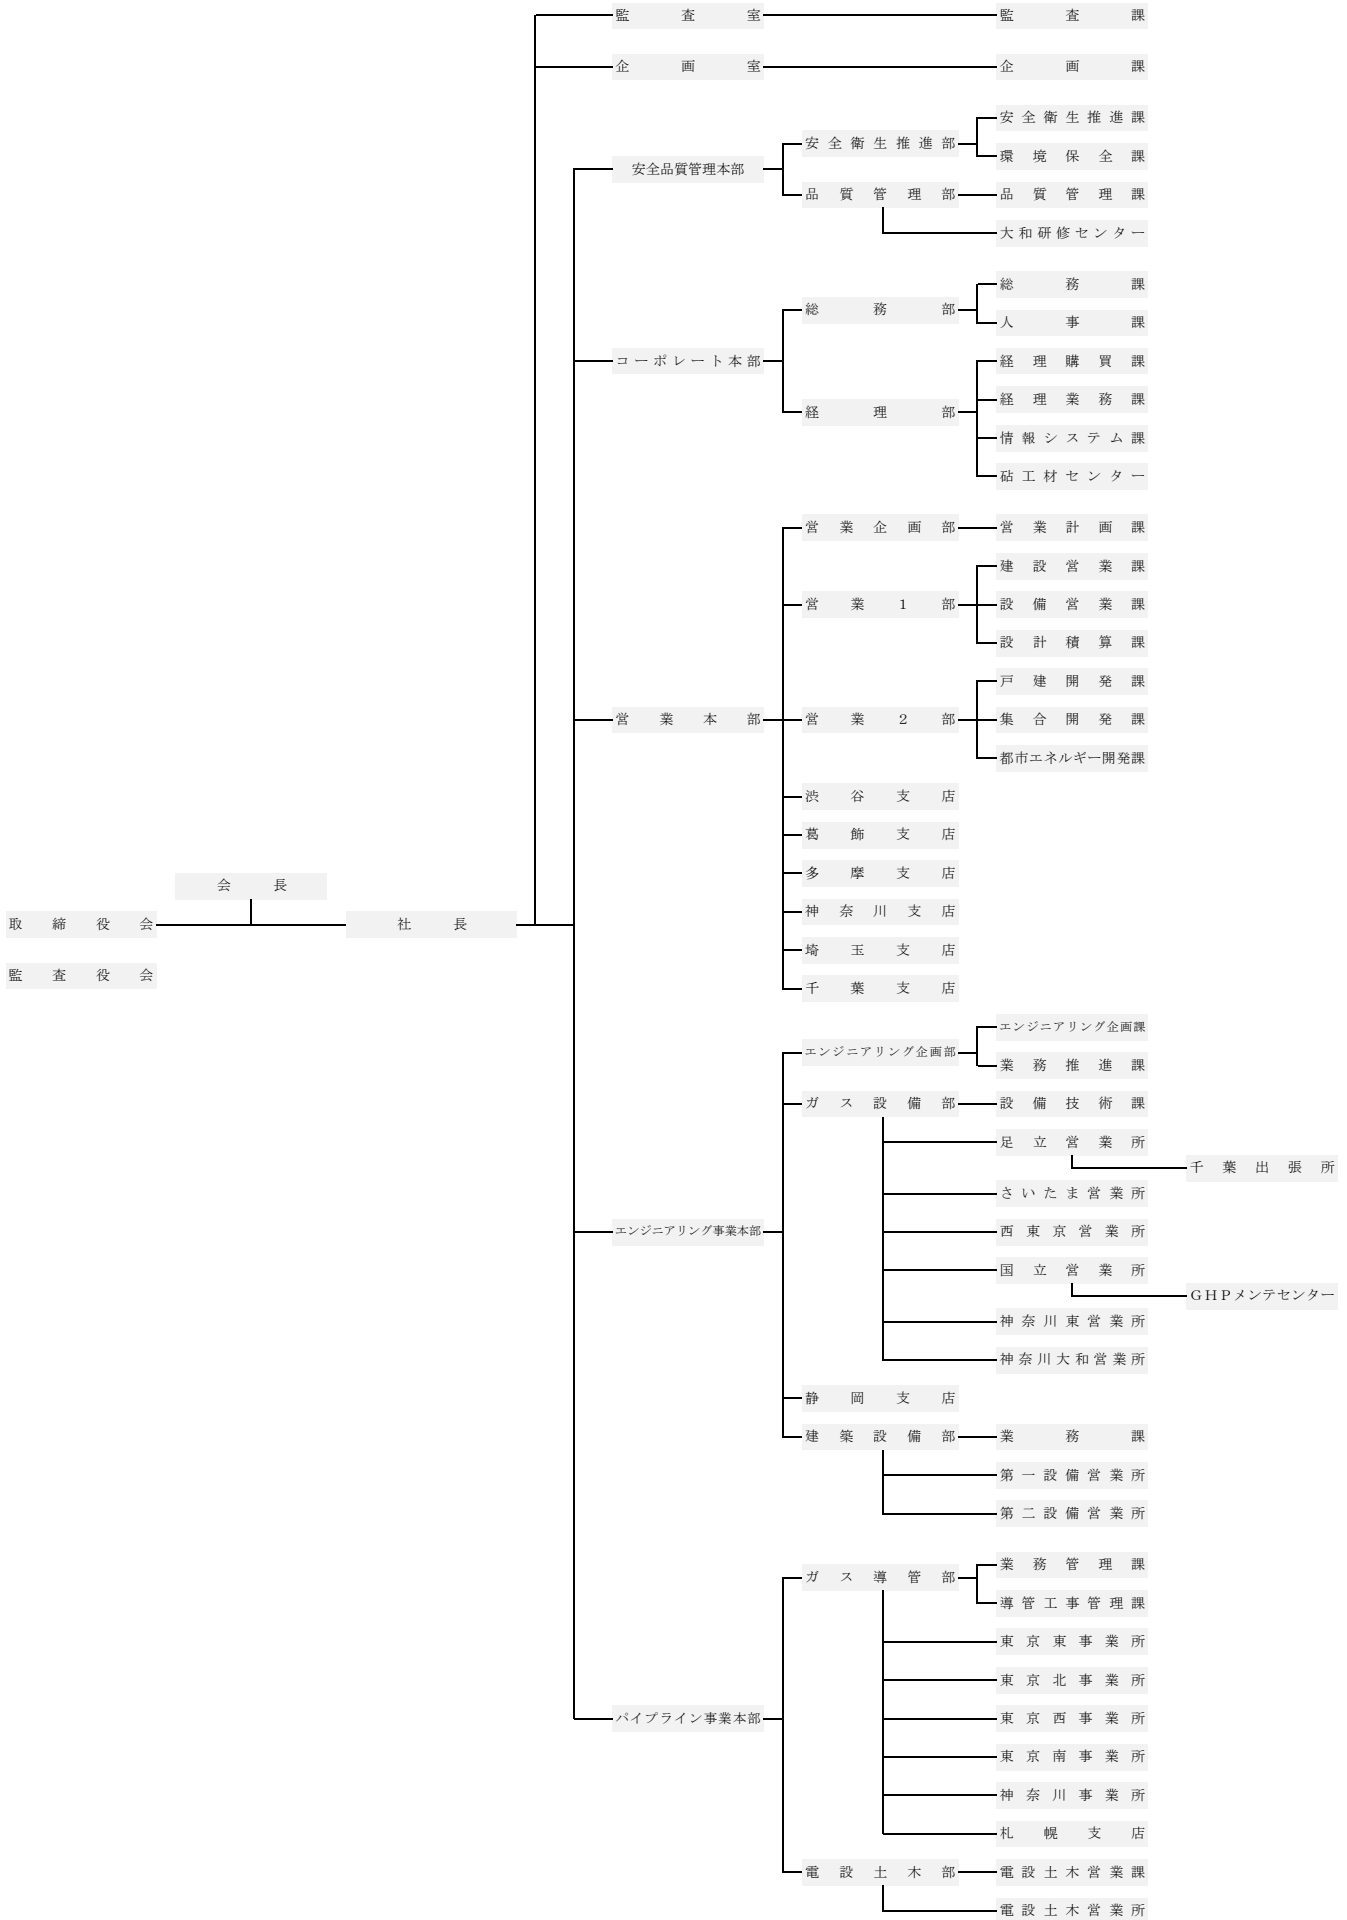 監査室
監査課
企画室
企画課
安全品質管理本部
安全衛生推進部
安全衛生推進課
環境保全課
品質管理部
品質管理課
大和研修センター
コーポレート本部
総務部
総務課
人事課
経理部
経理購買課
経理業務課
情報システム課
砧工材センター
営業本部
営業企画部
営業計画課
営業１部
建設営業課
設備営業課
設計積算課
営業２部
戸建開発課
集合開発課
都市エネルギー開発課
渋谷支店
葛飾支店
多摩支店
神奈川支店
埼玉支店
千葉支店
会長
取締役会
社長
監査役会
エンジニアリング事業本部
エンジニアリング企画部
エンジニアリング企画課
業務推進課
ガス設備部
設備技術課
足立営業所
千葉出張所
さいたま営業所
西東京営業所
国立営業所
ＧＨＰメンテセンター
神奈川東営業所
神奈川大和営業所
静岡支店
建築設備部
業務課
第一設備営業所
第二設備営業所
パイプライン事業本部
ガス導管部
業務管理課
導管工事管理課
東京東事業所
東京北事業所
東京西事業所
東京南事業所
神奈川事業所
札幌支店
電設土木部
電設土木営業課
電設土木営業所